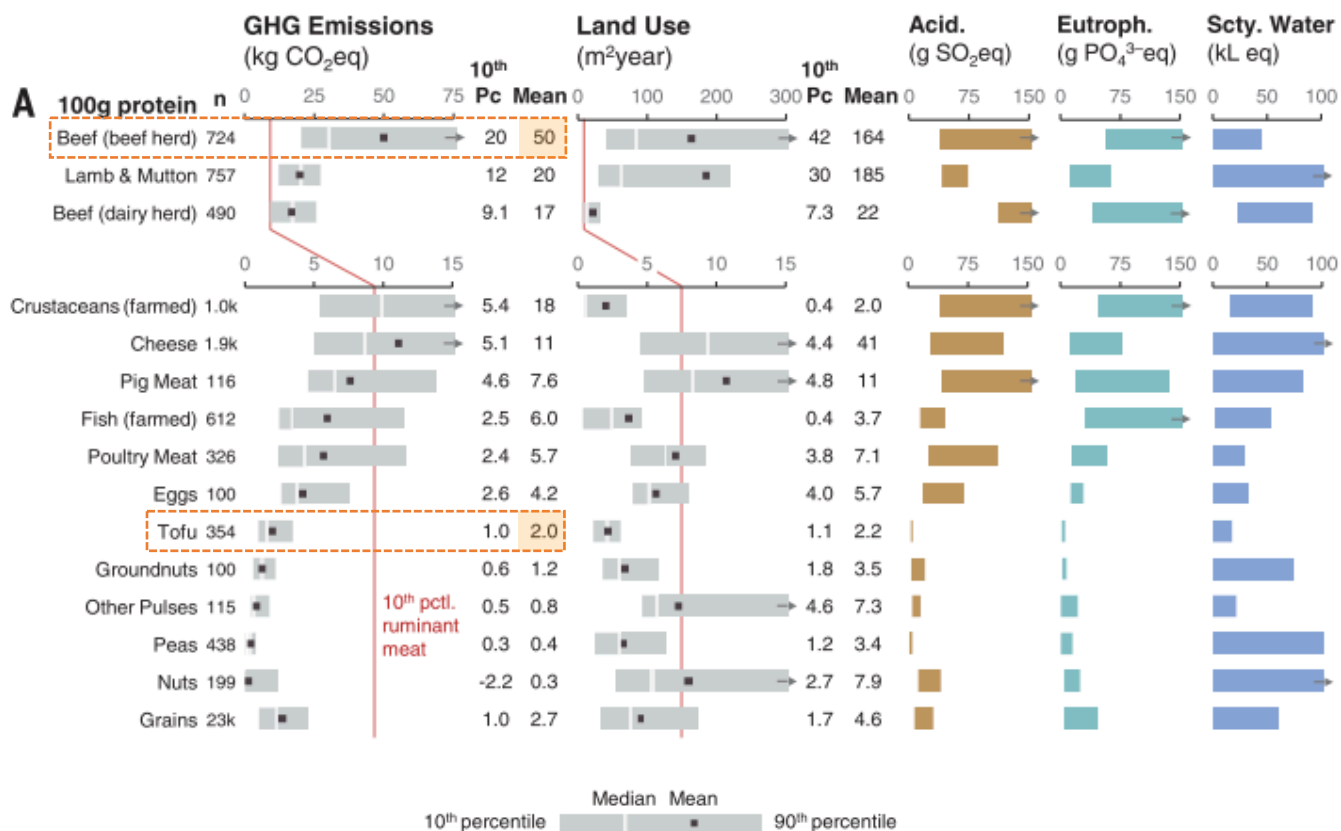 GHG Emissions Land Use Acid. Eutroph. Scty. Water
(kg CO₂eq) (m²year) (g SO₂eq) (g PO₄³⁻eq) (kL eq)
10th 10th
A 100g protein n 0 25 50 75 Pc Mean 0 100 200 300 Pc Mean 0 75 150 0 75 150 0 50 100
Beef (beef herd) 724 20 50 42 164
Lamb & Mutton 757 12 20 30 185
Beef (dairy herd) 490 9.1 17 7.3 22
0 5 10 15 0 5 10 15 0 75 150 0 75 150 0 50 100
Crustaceans (farmed) 1.0k 5.4 18 0.4 2.0
Cheese 1.9k 5.1 11 4.4 41
Pig Meat 116 4.6 7.6 4.8 11
Fish (farmed) 612 2.5 6.0 0.4 3.7
Poultry Meat 326 2.4 5.7 3.8 7.1
Eggs 100 2.6 4.2 4.0 5.7
Tofu 354 1.0 2.0 1.1 2.2
Groundnuts 100 0.6 1.2 1.8 3.5
Other Pulses 115 0.5 0.8 4.6 7.3
Peas 438 0.3 0.4 1.2 3.4
Nuts 199 -2.2 0.3 2.7 7.9
Grains 23k 1.0 2.7 1.7 4.6
10th pctl.
ruminant
meat
Median Mean
10th percentile 90th percentile